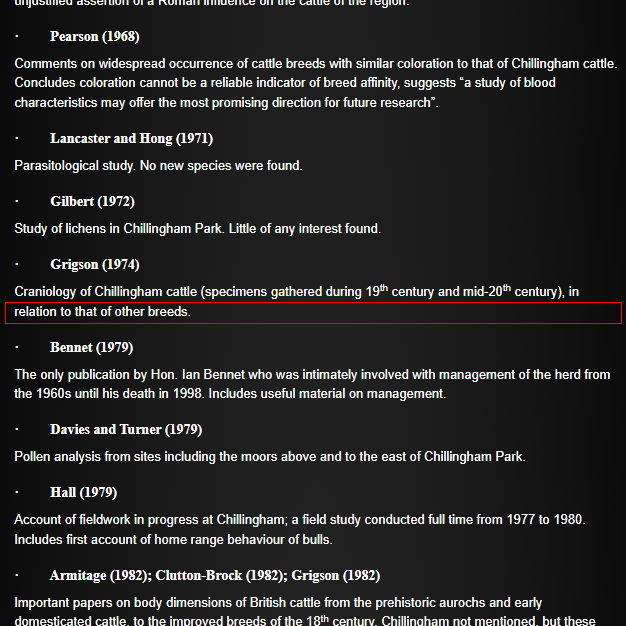 unjustified assertion of a Roman influence on the cattle of the region.
· Pearson (1968)
Comments on widespread occurrence of cattle breeds with similar coloration to that of Chillingham cattle.
Concludes coloration cannot be a reliable indicator of breed affinity, suggests “a study of blood
characteristics may offer the most promising direction for future research”.
· Lancaster and Hong (1971)
Parasitological study. No new species were found.
· Gilbert (1972)
Study of lichens in Chillingham Park. Little of any interest found.
· Grigson (1974)
Craniology of Chillingham cattle (specimens gathered during 19th century and mid-20th century), in
relation to that of other breeds.
· Bennet (1979)
The only publication by Hon. Ian Bennet who was intimately involved with management of the herd from
the 1960s until his death in 1998. Includes useful material on management.
· Davies and Turner (1979)
Pollen analysis from sites including the moors above and to the east of Chillingham Park.
· Hall (1979)
Account of fieldwork in progress at Chillingham; a field study conducted full time from 1977 to 1980.
Includes first account of home range behaviour of bulls.
· Armitage (1982); Clutton-Brock (1982); Grigson (1982)
Important papers on body dimensions of British cattle from the prehistoric aurochs and early
domesticated cattle, to the improved breeds of the 18th century. Chillingham not mentioned, but these